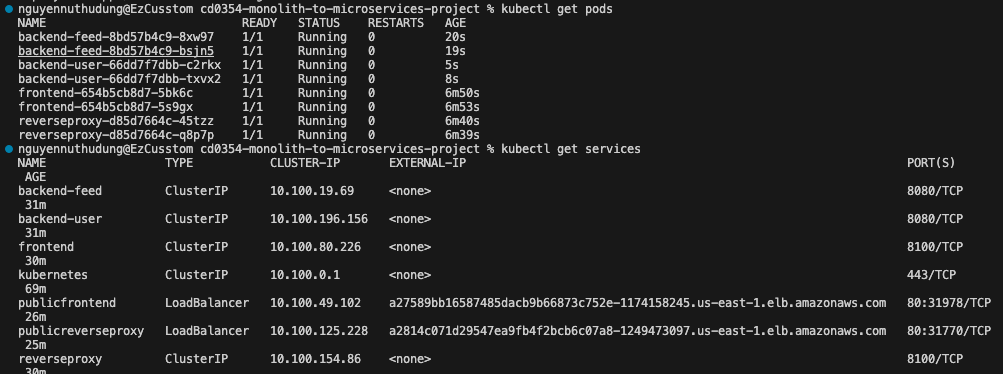 nguyennuthudung@EzCusstom cd0354-monolith-to-microservices-project % kubectl get pods
NAME READY STATUS RESTARTS AGE
backend-feed-8bd57b4c9-8xw97 1/1 Running 0 20s
backend-feed-8bd57b4c9-bsjn5 1/1 Running 0 19s
backend-user-66dd7f7dbb-c2rkx 1/1 Running 0 5s
backend-user-66dd7f7dbb-txvx2 1/1 Running 0 8s
frontend-654b5cb8d7-5bk6c 1/1 Running 0 6m50s
frontend-654b5cb8d7-5s9gx 1/1 Running 0 6m53s
reverseproxy-d85d7664c-45tzz 1/1 Running 0 6m40s
reverseproxy-d85d7664c-q8p7p 1/1 Running 0 6m39s
nguyennuthudung@EzCusstom cd0354-monolith-to-microservices-project % kubectl get services
NAME TYPE CLUSTER-IP EXTERNAL-IP PORT(S)
AGE
backend-feed ClusterIP 10.100.19.69 <none> 8080/TCP
31m
backend-user ClusterIP 10.100.196.156 <none> 8080/TCP
31m
frontend ClusterIP 10.100.80.226 <none> 8100/TCP
30m
kubernetes ClusterIP 10.100.0.1 <none> 443/TCP
69m
publicfrontend LoadBalancer 10.100.49.102 a27589bb16587485dacb9b66873c752e-1174158245.us-east-1.elb.amazonaws.com 80:31978/TCP
26m
publicreverseproxy LoadBalancer 10.100.125.228 a2814c071d29547ea9fb4f2bcb6c07a8-1249473097.us-east-1.elb.amazonaws.com 80:31770/TCP
25m
reverseproxy ClusterIP 10.100.154.86 <none> 8100/TCP
30m